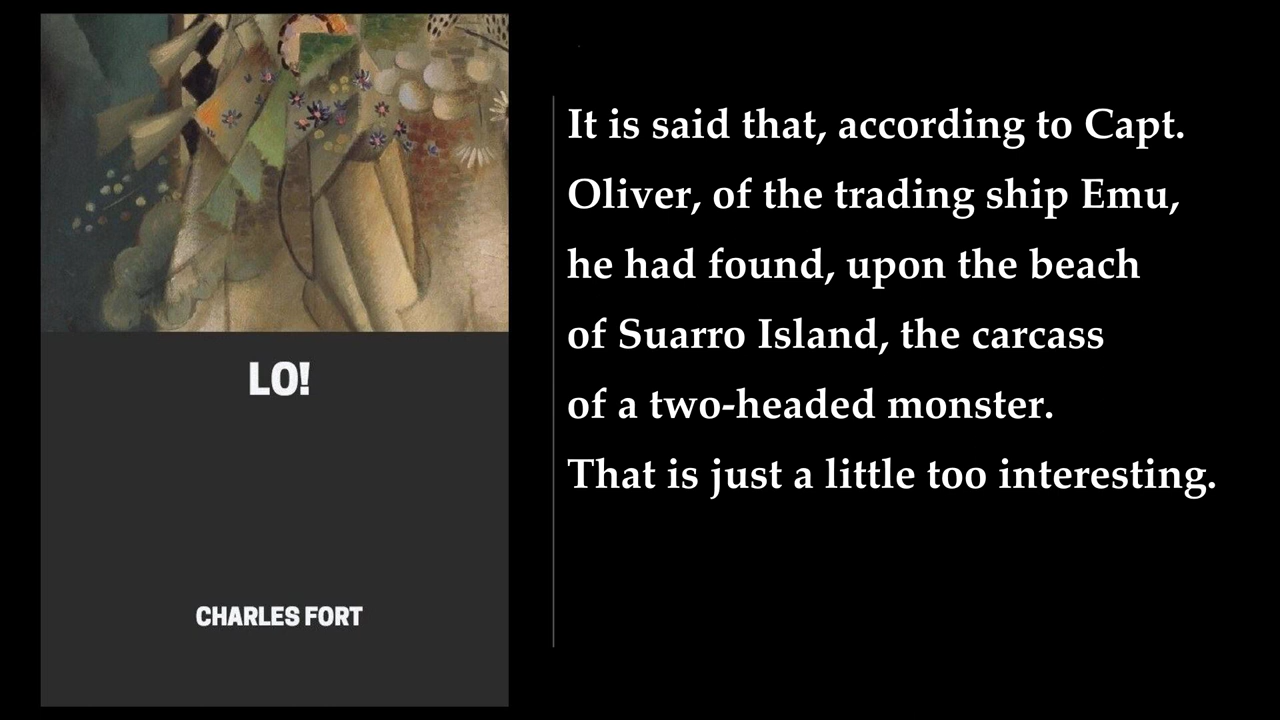 LO!
CHARLES FORT
It is said that, according to Capt.
Oliver, of the trading ship Emu,
he had found, upon the beach
of Suarro Island, the carcass
of a two-headed monster.
That is just a little too interesting.